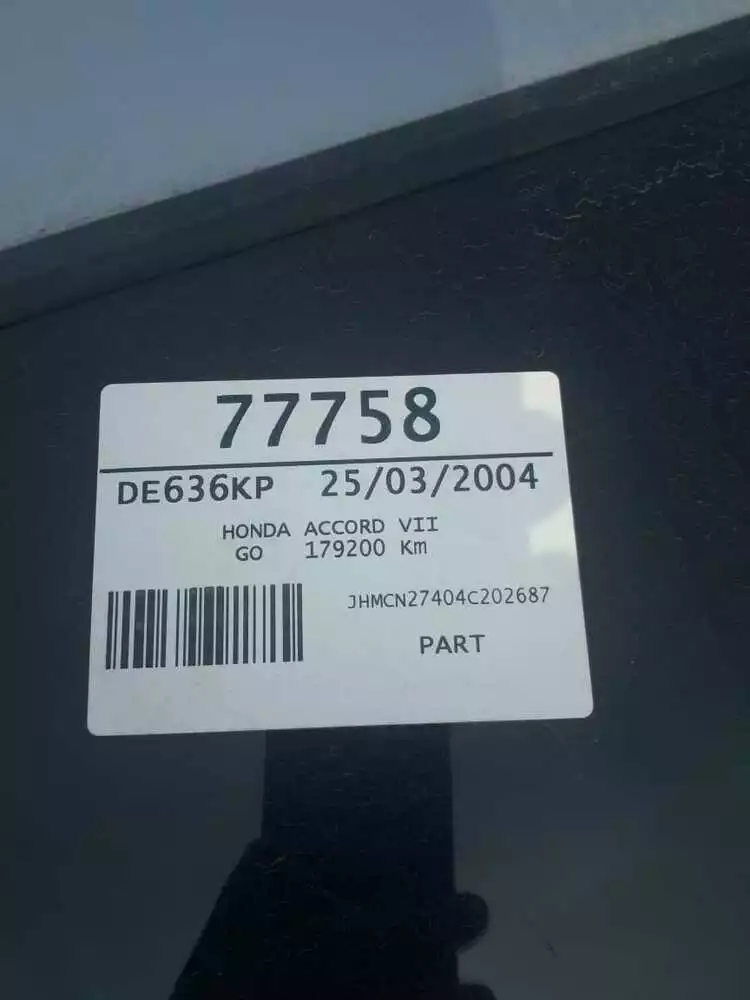 77758
DE636KP 25/03/2004
HONDA ACCORD VII
GO 179200 Km
JHMCN27404C202687
PART